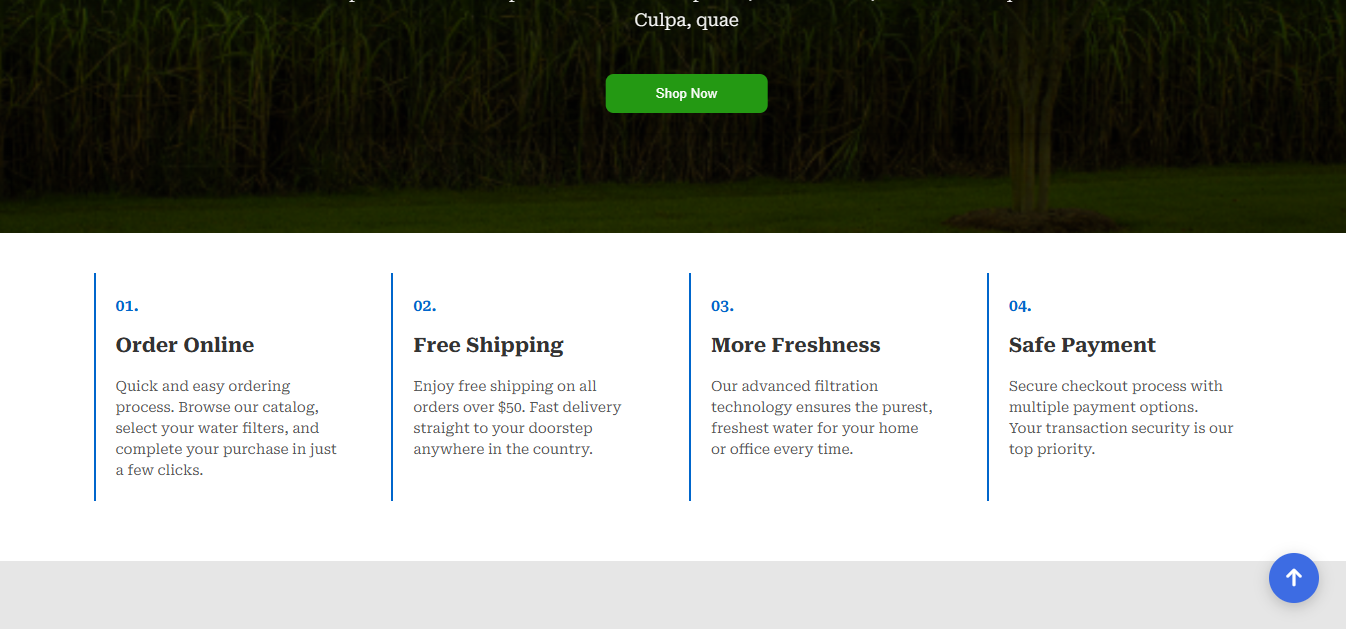 Culpa, quae
Shop Now
01.
Order Online
Quick and easy ordering
process. Browse our catalog,
select your water filters, and
complete your purchase in just
a few clicks.
02.
Free Shipping
Enjoy free shipping on all
orders over $50. Fast delivery
straight to your doorstep
anywhere in the country.
03.
More Freshness
Our advanced filtration
technology ensures the purest,
freshest water for your home
or office every time.
04.
Safe Payment
Secure checkout process with
multiple payment options.
Your transaction security is our
top priority.